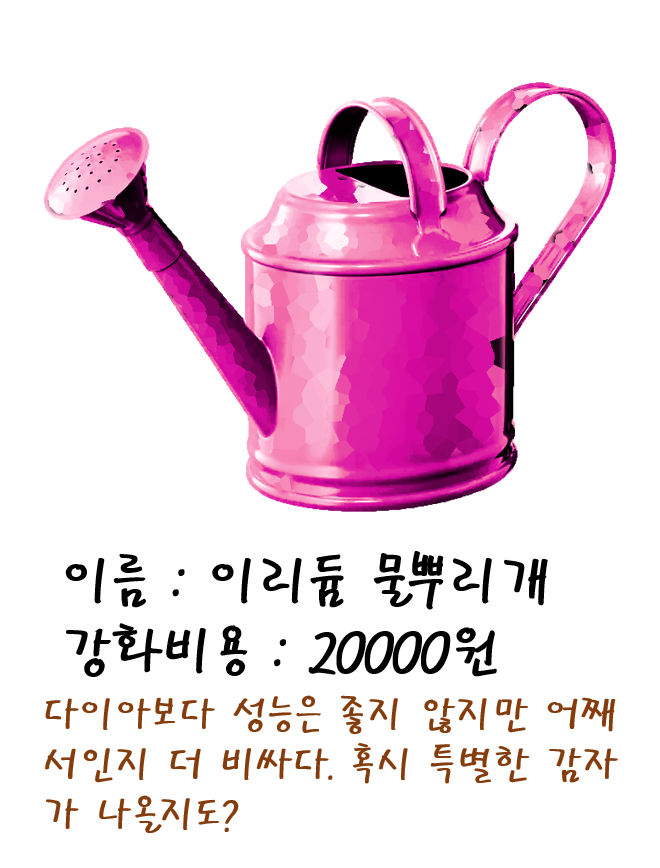 이름 : 이리듐 물뿌리개
강화비용 : 20000원
다이아보다 성능은 좋지 않지만 어째
서인지 더 비싸다. 혹시 특별한 감자
가 나올지도?